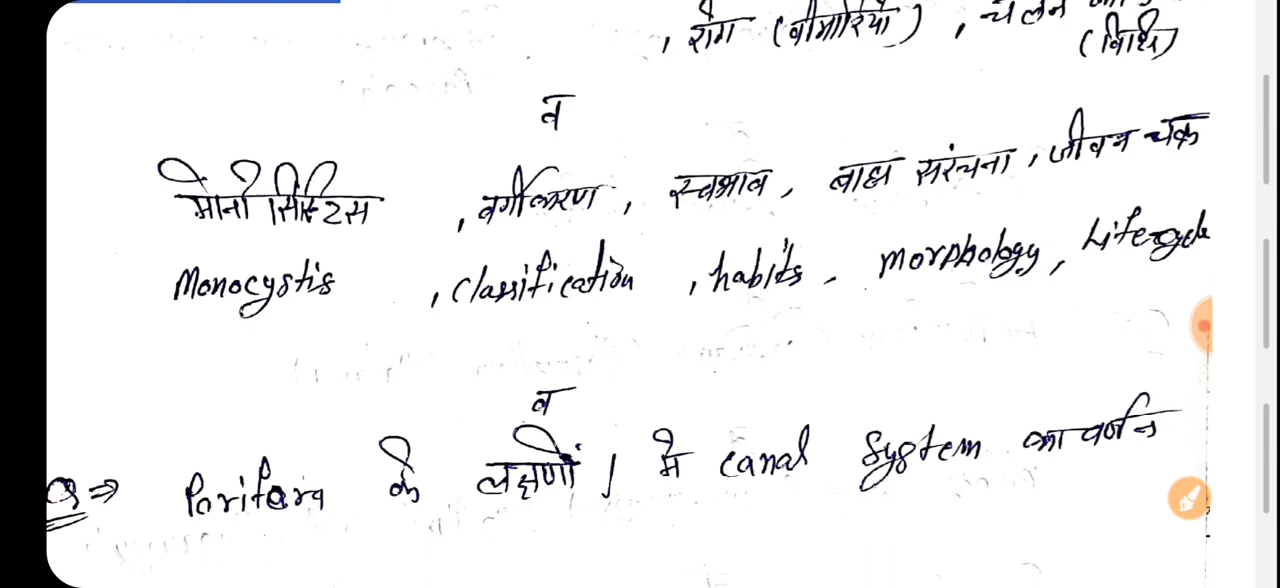 , रोग (बीमारियाँ) , चलन
(विधि)
व
मोनोसिस्टिस , वर्गीकरण , स्वभाव , बाह्य संरचना , जीवन चक्र
Monocystis , classification , habits , morphology , Lifecycle
व
Q ⇒ Porifera के लक्षणों । में canal system का वर्णन